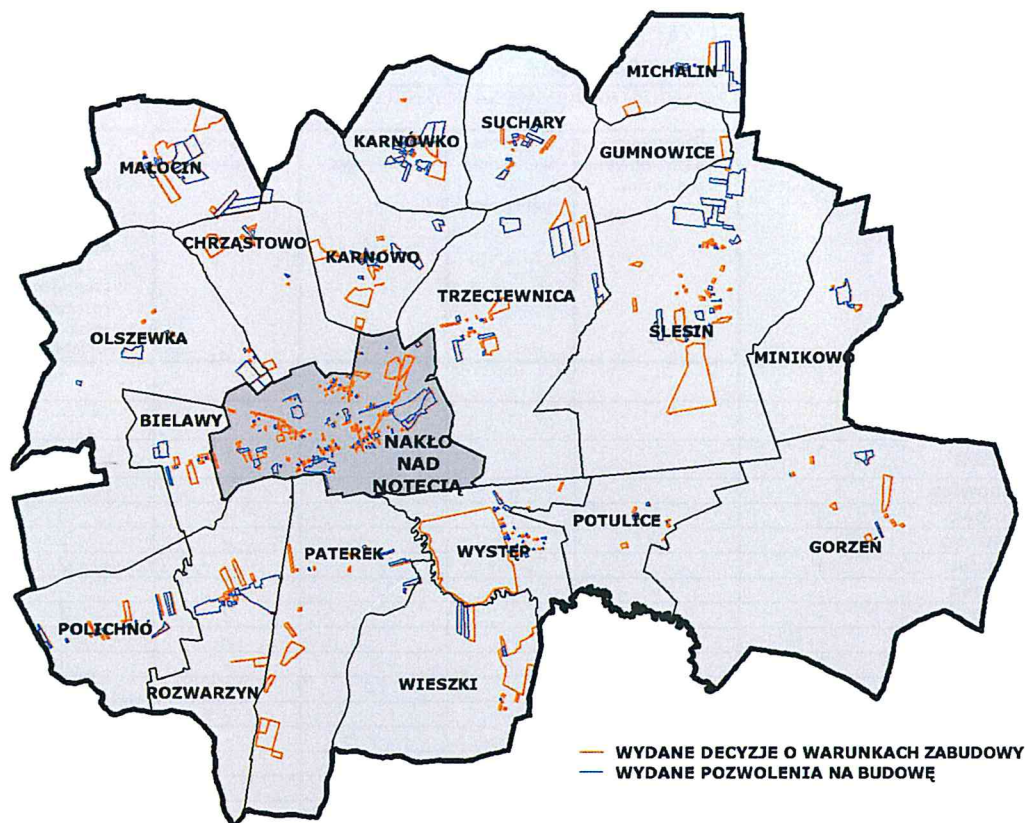 MICHALIN
SUCHARY
KARNÓWKO
GUMNOWICE
MAŁOCIN
CHRZĄSTOWO
KARNOWO
TRZECIEWNICA
OLSZEWKA
ŚLESIN
MINIKOWO
BIELAWY
NAKŁO
NAD
NOTECIĄ
POTULICE
PATEREK
WYSTĘP
GORZEŃ
POLICHNO
ROZWARZYN
WIESZKI
WYDANE DECYZJE O WARUNKACH ZABUDOWY
WYDANE POZWOLENIA NA BUDOWĘ